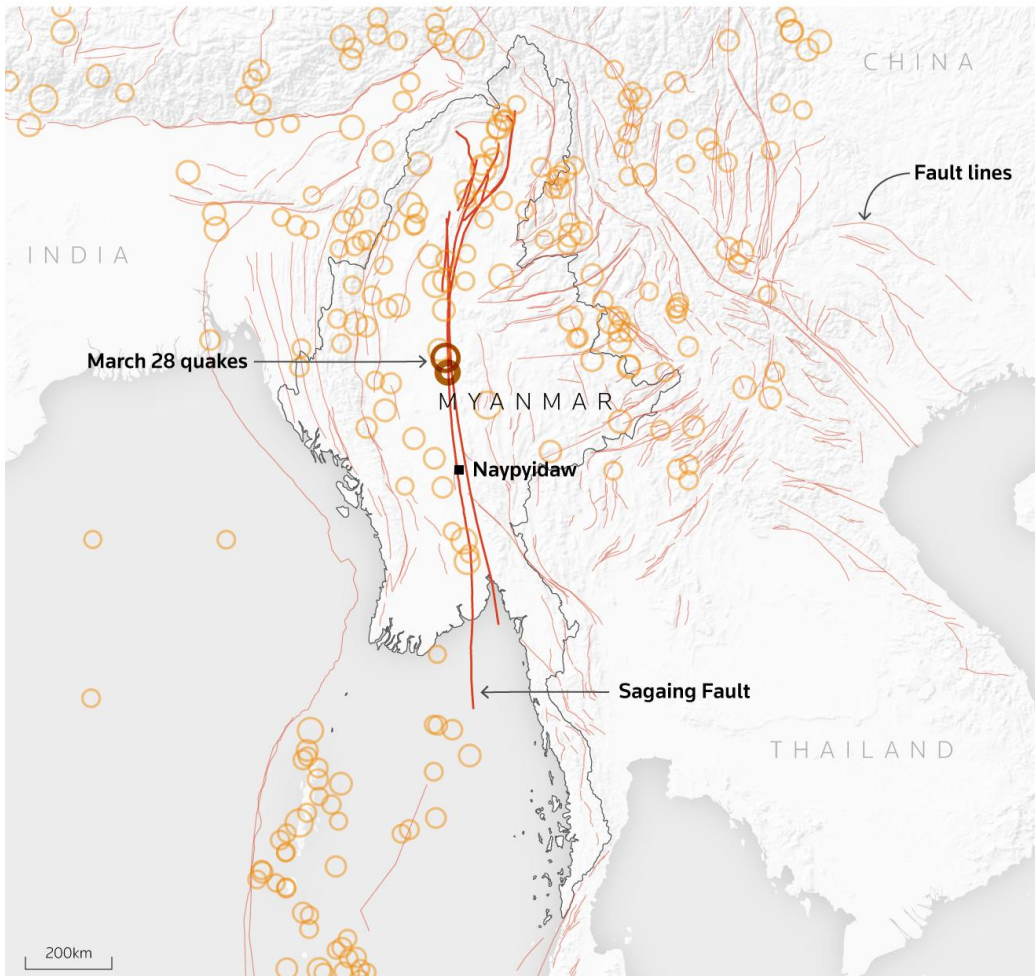 CHINA
Fault lines
INDIA
March 28 quakes
MYANMAR
Naypyidaw
Sagaing Fault
THAILAND
200km